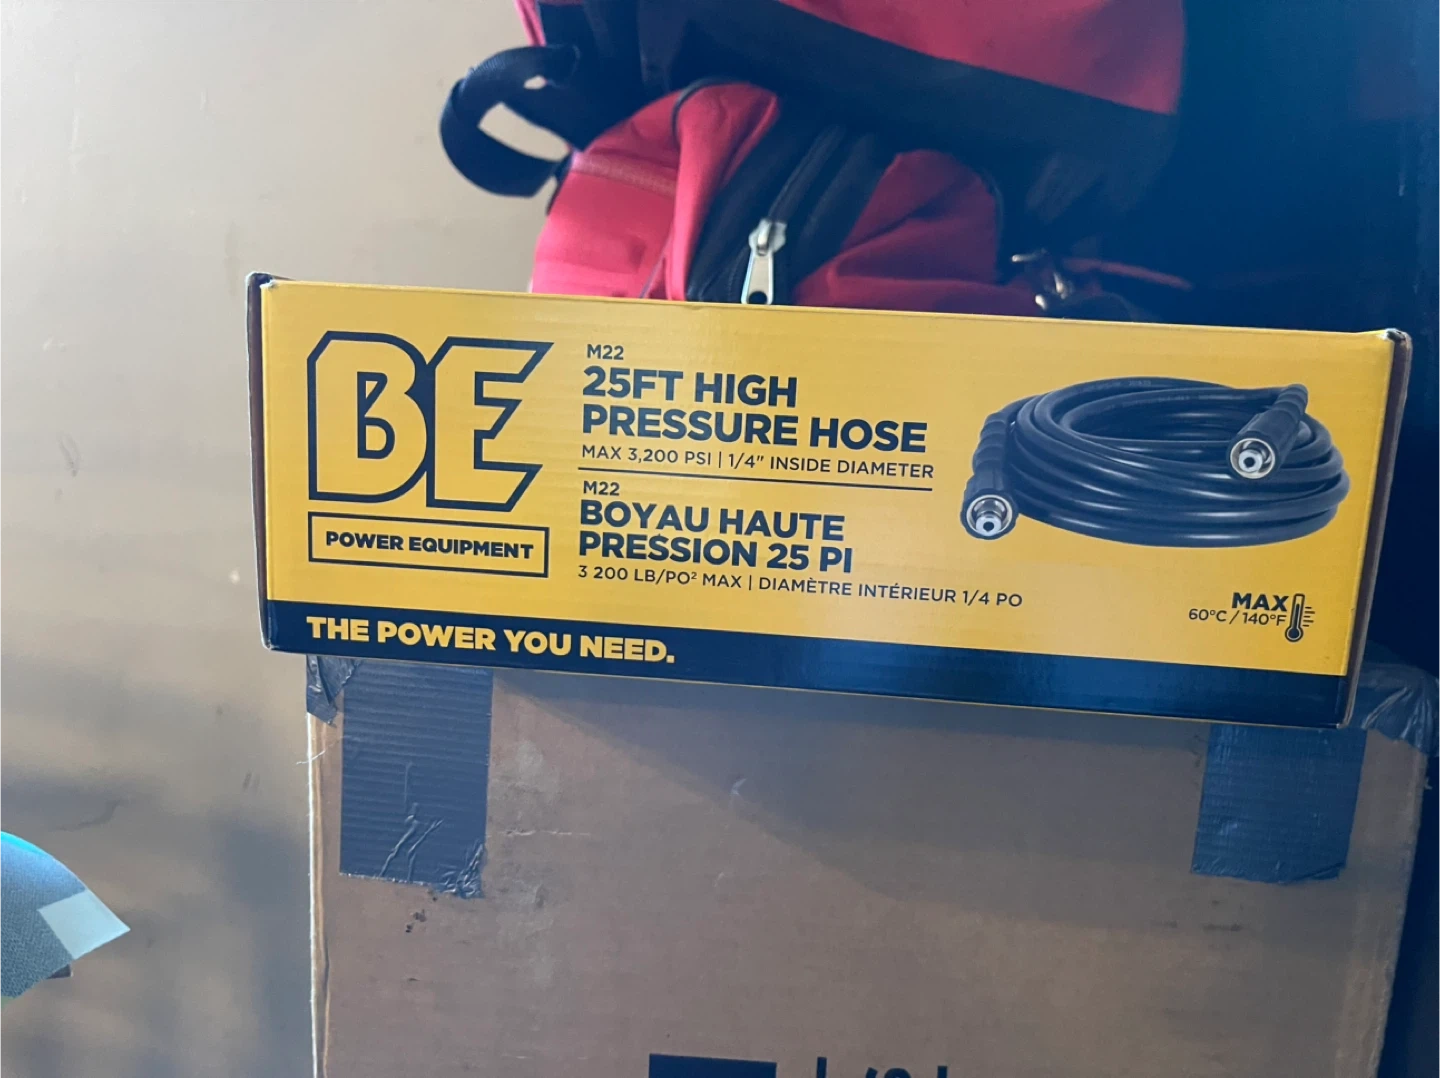 BE
POWER EQUIPMENT
M22
25FT HIGH
PRESSURE HOSE
MAX 3,200 PSI | 1/4" INSIDE DIAMETER
M22
BOYAU HAUTE
PRESSION 25 PI
3 200 LB/PO² MAX | DIAMÈTRE INTÉRIEUR 1/4 PO
MAX
60°C / 140°F
THE POWER YOU NEED.